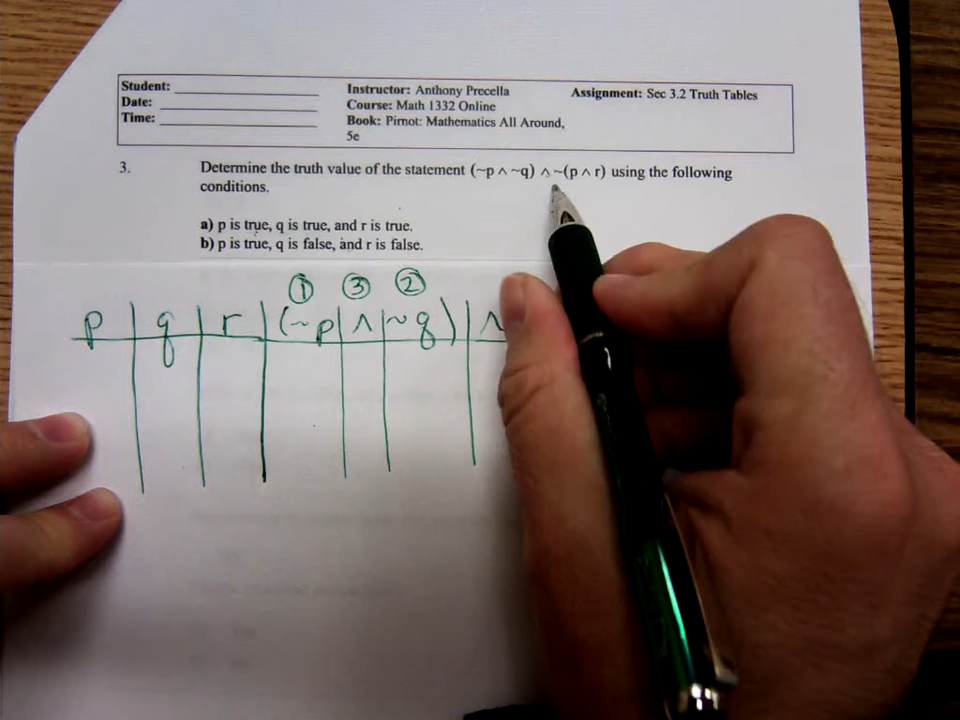 Student: Instructor: Anthony Precella Assignment: Sec 3.2 Truth Tables
Date: Course: Math 1332 Online
Time: Book: Pirnot: Mathematics All Around,
5e
3. Determine the truth value of the statement (~p ∧ ~q) ∧ ~(p ∧ r) using the following
conditions.
a) p is true, q is true, and r is true.
b) p is true, q is false, and r is false.
① ③ ②
p q r (~p ∧ ~q) ∧